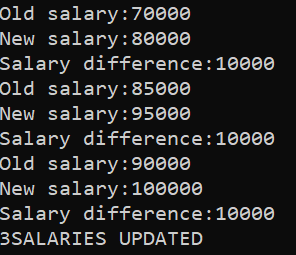 Old salary:70000
New salary:80000
Salary difference:10000
Old salary:85000
New salary:95000
Salary difference:10000
Old salary:90000
New salary:100000
Salary difference:10000
3SALARIES UPDATED